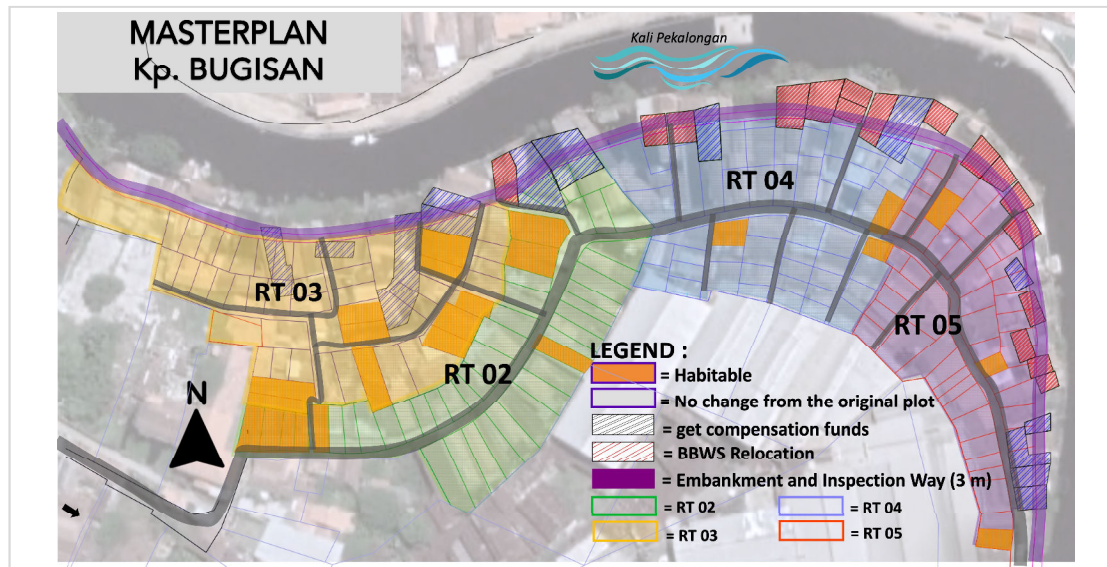 MASTERPLAN
Kp. BUGISAN
Kali Pekalongan
RT 04
RT 03
RT 05
RT 02
N
LEGEND :
= Habitable
= No change from the original plot
= get compensation funds
= BBWS Relocation
= Embankment and Inspection Way (3 m)
= RT 02
= RT 04
= RT 03
= RT 05